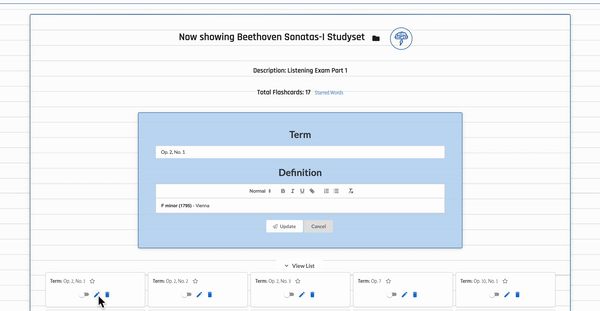 Now showing Beethoven Sonatas-I Studyset
Description: Listening Exam Part 1
Total Flashcards: 17 Starred Words
Term
Op. 2, No. 1
Definition
Normal B I U
F minor (1795) - Vienna
Update Cancel
View List
Term: Op. 2, No. 1 Term: Op. 2, No. 2 Term: Op. 2, No. 3 Term: Op. 7 Term: Op. 10, No. 1